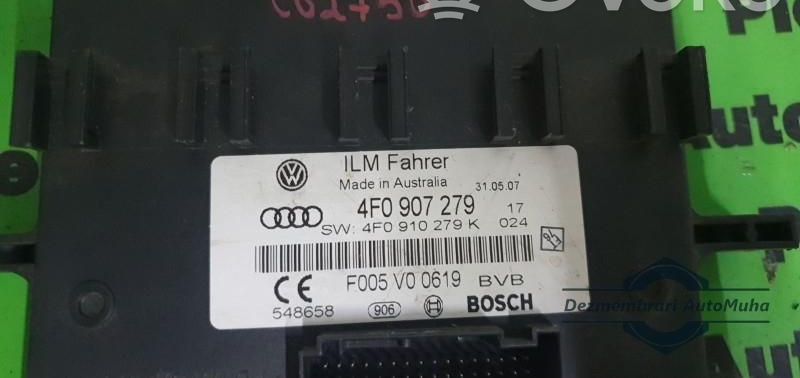 ILM Fahrer
Made in Australia
31.05.07
4F0 907 279
17
SW: 4F0 910 279 K
024
F005 V0 0619
BVB
548658
906
BOSCH
Dezmembrari AutoMuha
Auto